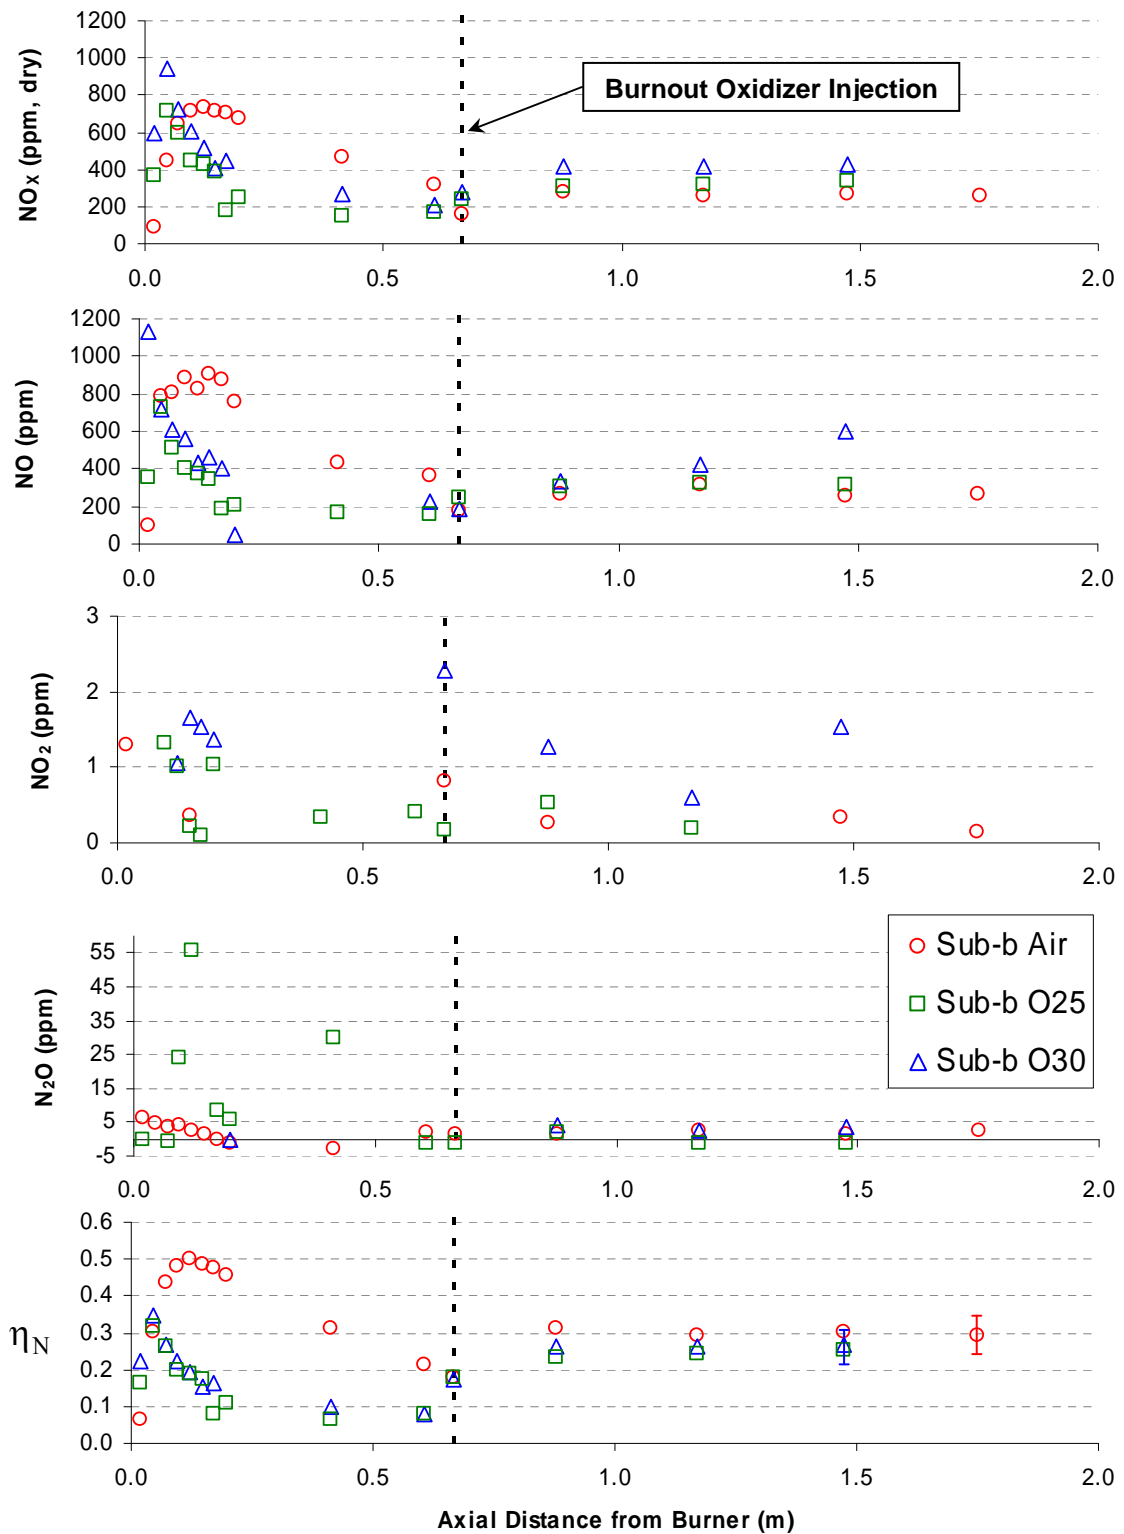 1200
1000
800
600
400
200
0
NOX (ppm, dry)
Burnout Oxidizer Injection
0.0 0.5 1.0 1.5 2.0
1200
1000
800
600
400
200
0
NO (ppm)
0.0 0.5 1.0 1.5 2.0
3
2
1
0
NO2 (ppm)
0.0 0.5 1.0 1.5 2.0
55
45
35
25
15
5
-5
N2O (ppm)
Sub-b Air
Sub-b O25
Sub-b O30
0.0 0.5 1.0 1.5 2.0
0.6
0.5
0.4
0.3
0.2
0.1
0.0
ηN
0.0 0.5 1.0 1.5 2.0
Axial Distance from Burner (m)